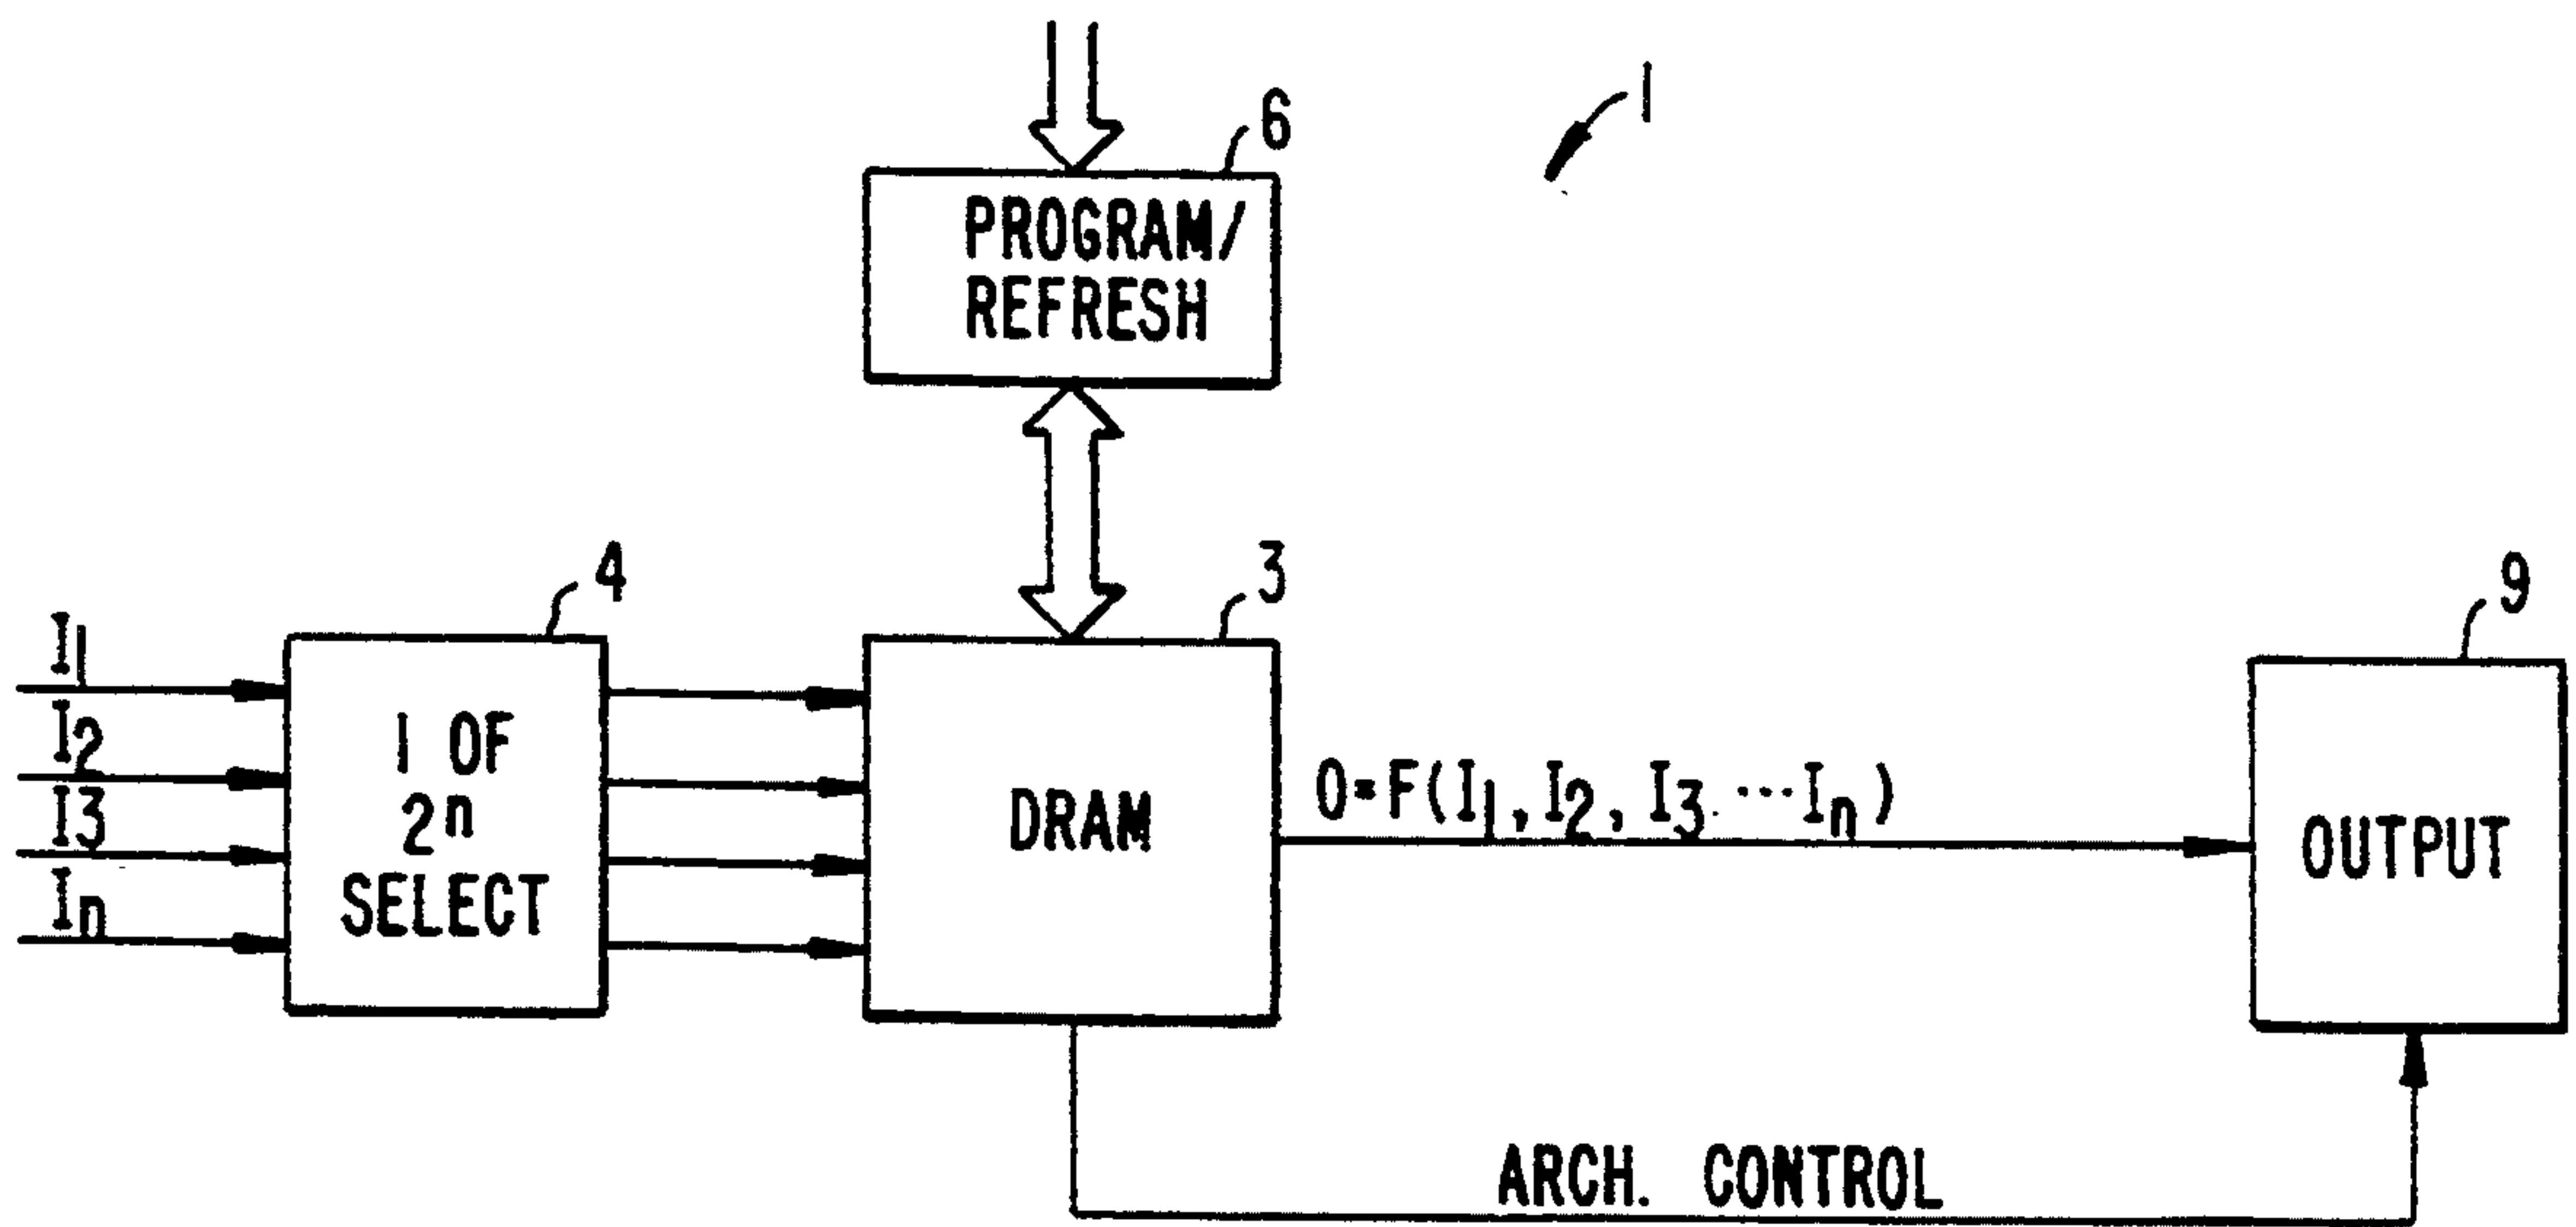 1
6
PROGRAM/
REFRESH
4
3
9
I1
I2
I3
In
1 OF
2n
SELECT
DRAM
O=F(I1, I2, I3 ... In)
OUTPUT
ARCH. CONTROL